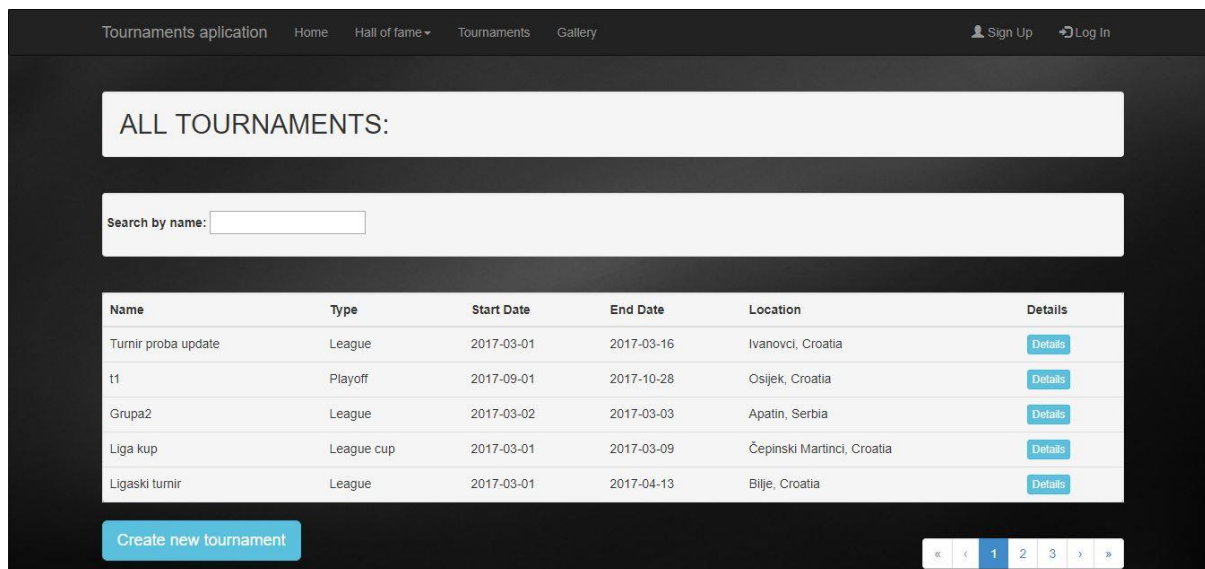 Tournaments aplication Home Hall of fame Tournaments Gallery Sign Up Log In
ALL TOURNAMENTS:
Search by name:
Name Type Start Date End Date Location Details
Turnir proba update League 2017-03-01 2017-03-16 Ivanovci, Croatia Details
t1 Playoff 2017-09-01 2017-10-28 Osijek, Croatia Details
Grupa2 League 2017-03-02 2017-03-03 Apatin, Serbia Details
Liga kup League cup 2017-03-01 2017-03-09 Čepinski Martinci, Croatia Details
Ligaski turnir League 2017-03-01 2017-04-13 Bilje, Croatia Details
Create new tournament
« ‹ 1 2 3 › »